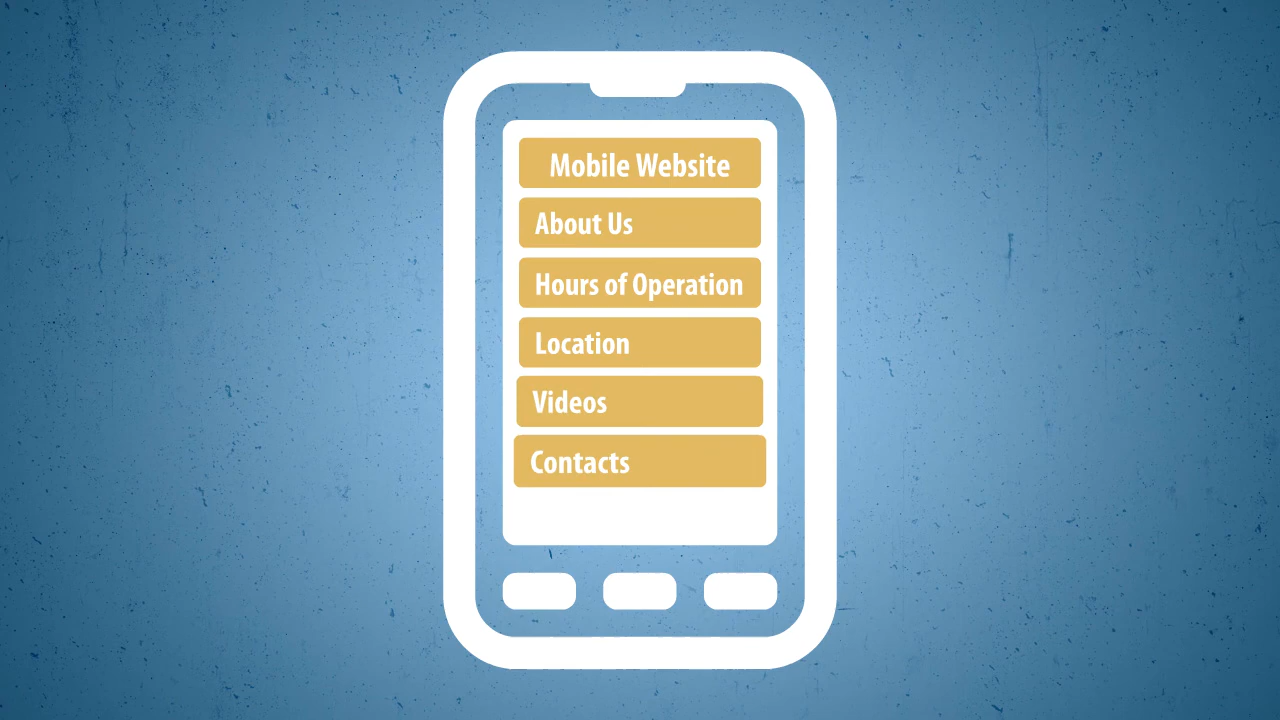 Mobile Website
About Us
Hours of Operation
Location
Videos
Contacts